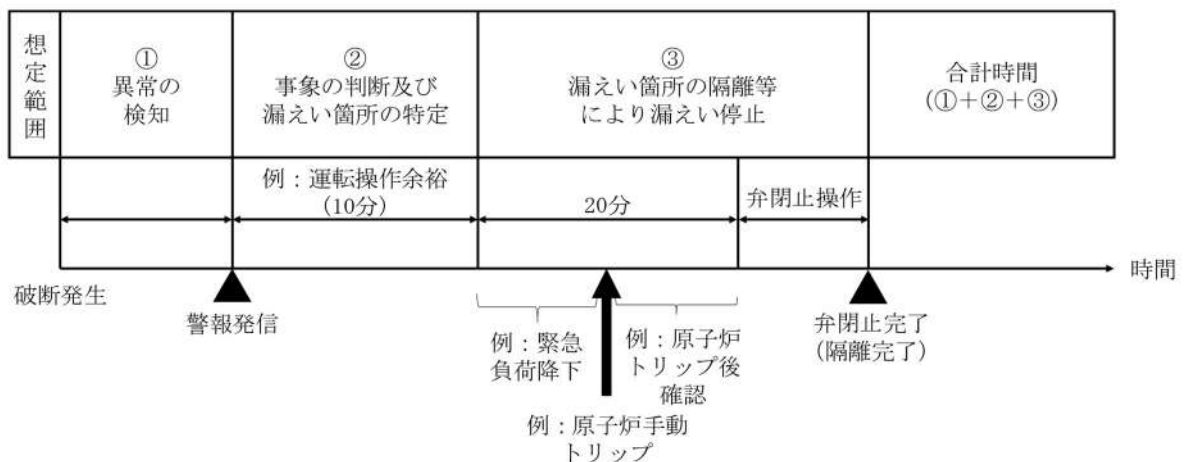 想定範囲
①
異常の
検知
②
事象の判断及び
漏えい箇所の特定
③
漏えい箇所の隔離等
により漏えい停止
合計時間
(①+②+③)
例：運転操作余裕
(10分)
20分
弁閉止操作
時間
破断発生
警報発信
例：緊急
負荷降下
例：原子炉
トリップ後
確認
弁閉止完了
(隔離完了)
例：原子炉手動
トリップ